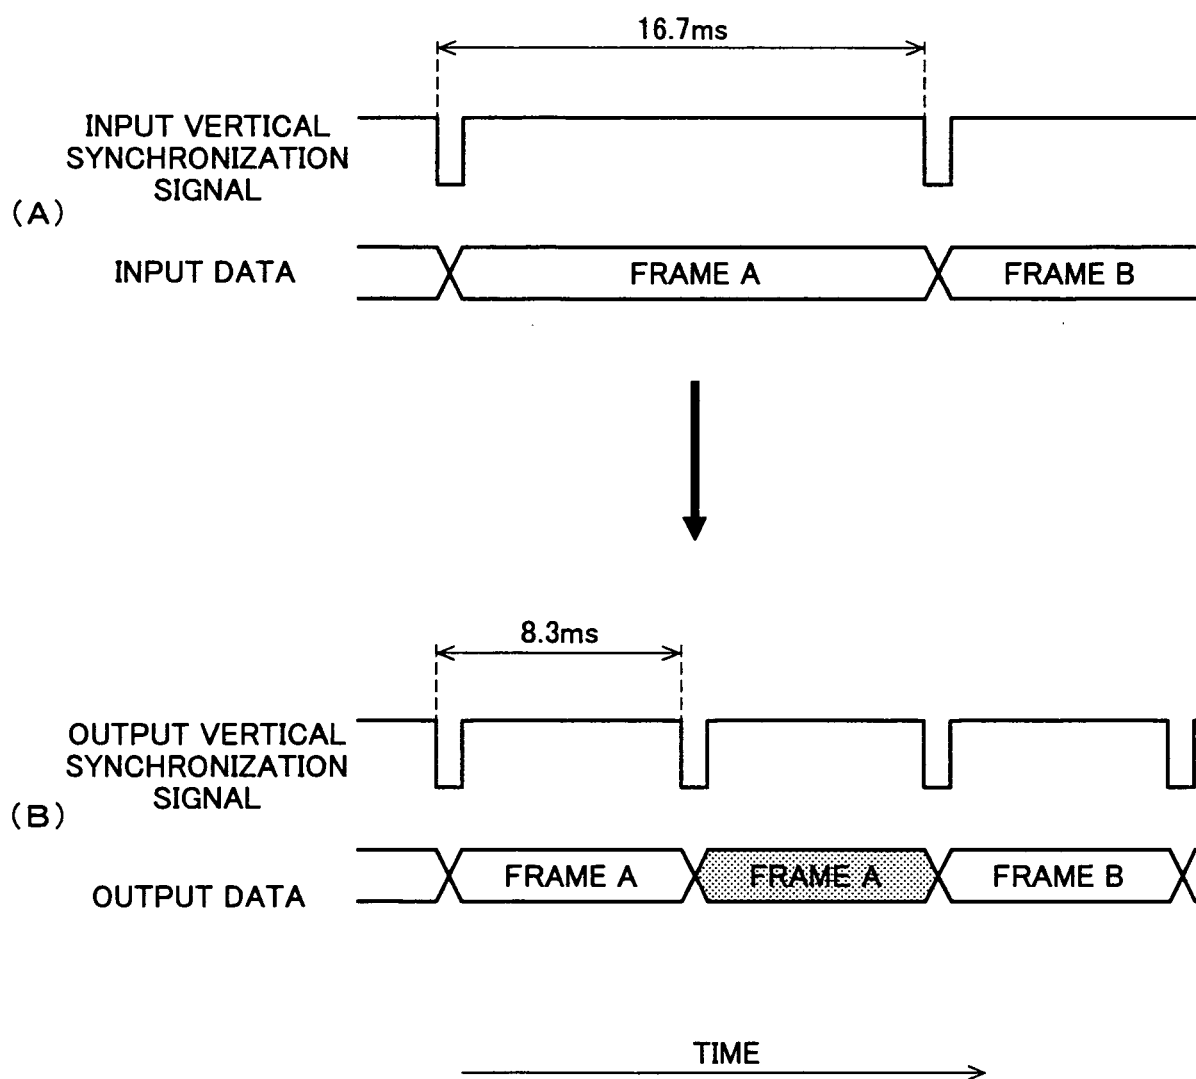 16.7ms
INPUT VERTICAL
SYNCHRONIZATION
SIGNAL
(A)
INPUT DATA
FRAME A
FRAME B
8.3ms
OUTPUT VERTICAL
SYNCHRONIZATION
SIGNAL
(B)
OUTPUT DATA
FRAME A
FRAME A
FRAME B
TIME